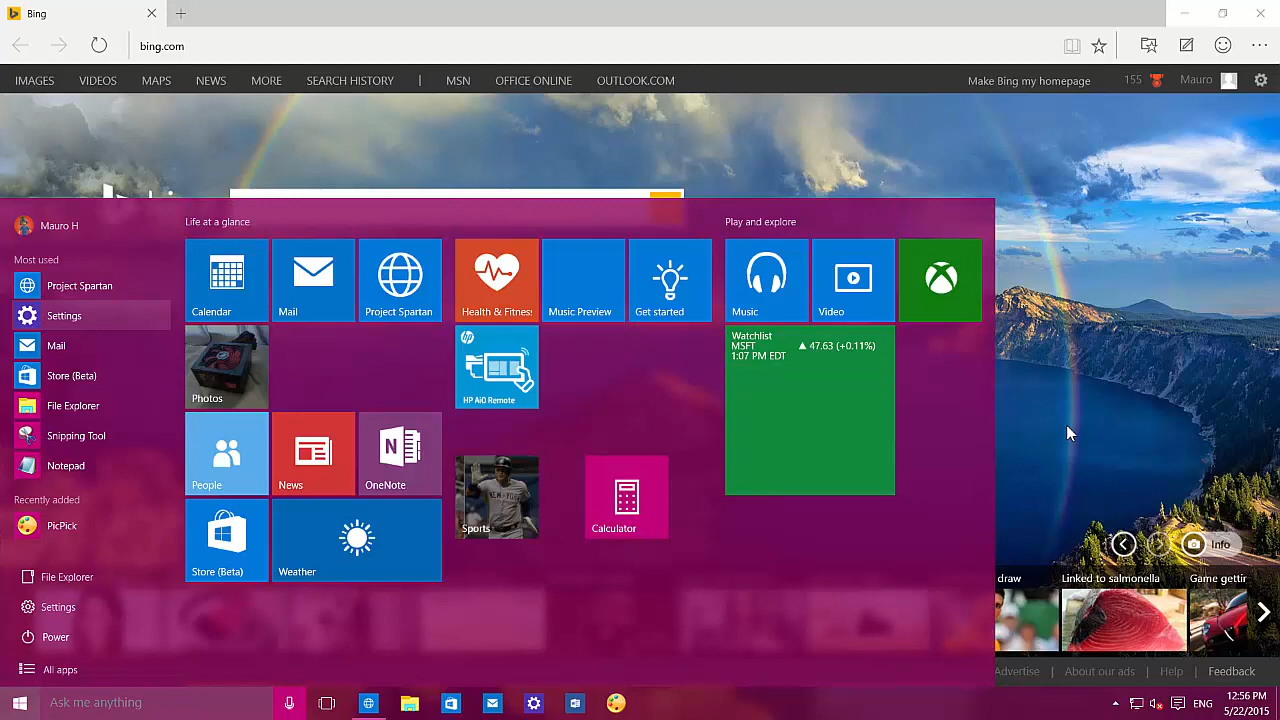 Bing
bing.com
IMAGES VIDEOS MAPS NEWS MORE SEARCH HISTORY | MSN OFFICE ONLINE OUTLOOK.COM Make Bing my homepage 155 Mauro
Mauro H
Life at a glance
Play and explore
Most used
Project Spartan
Settings
Mail
Store (Beta)
File Explorer
Snipping Tool
Notepad
Recently added
PicPick
File Explorer
Settings
Power
All apps
Calendar
Mail
Project Spartan
Health & Fitness
Music Preview
Get started
Music
Video
Photos
hp
HP AiO Remote
Watchlist
MSFT ▲ 47.63 (+0.11%)
1:07 PM EDT
People
News
N
OneNote
NEW YORK
Sports
Calculator
Store (Beta)
Weather
Info
draw
Linked to salmonella
Game gettir
Advertise About our ads Help Feedback
Ask me anything
ENG
12:56 PM
5/22/2015